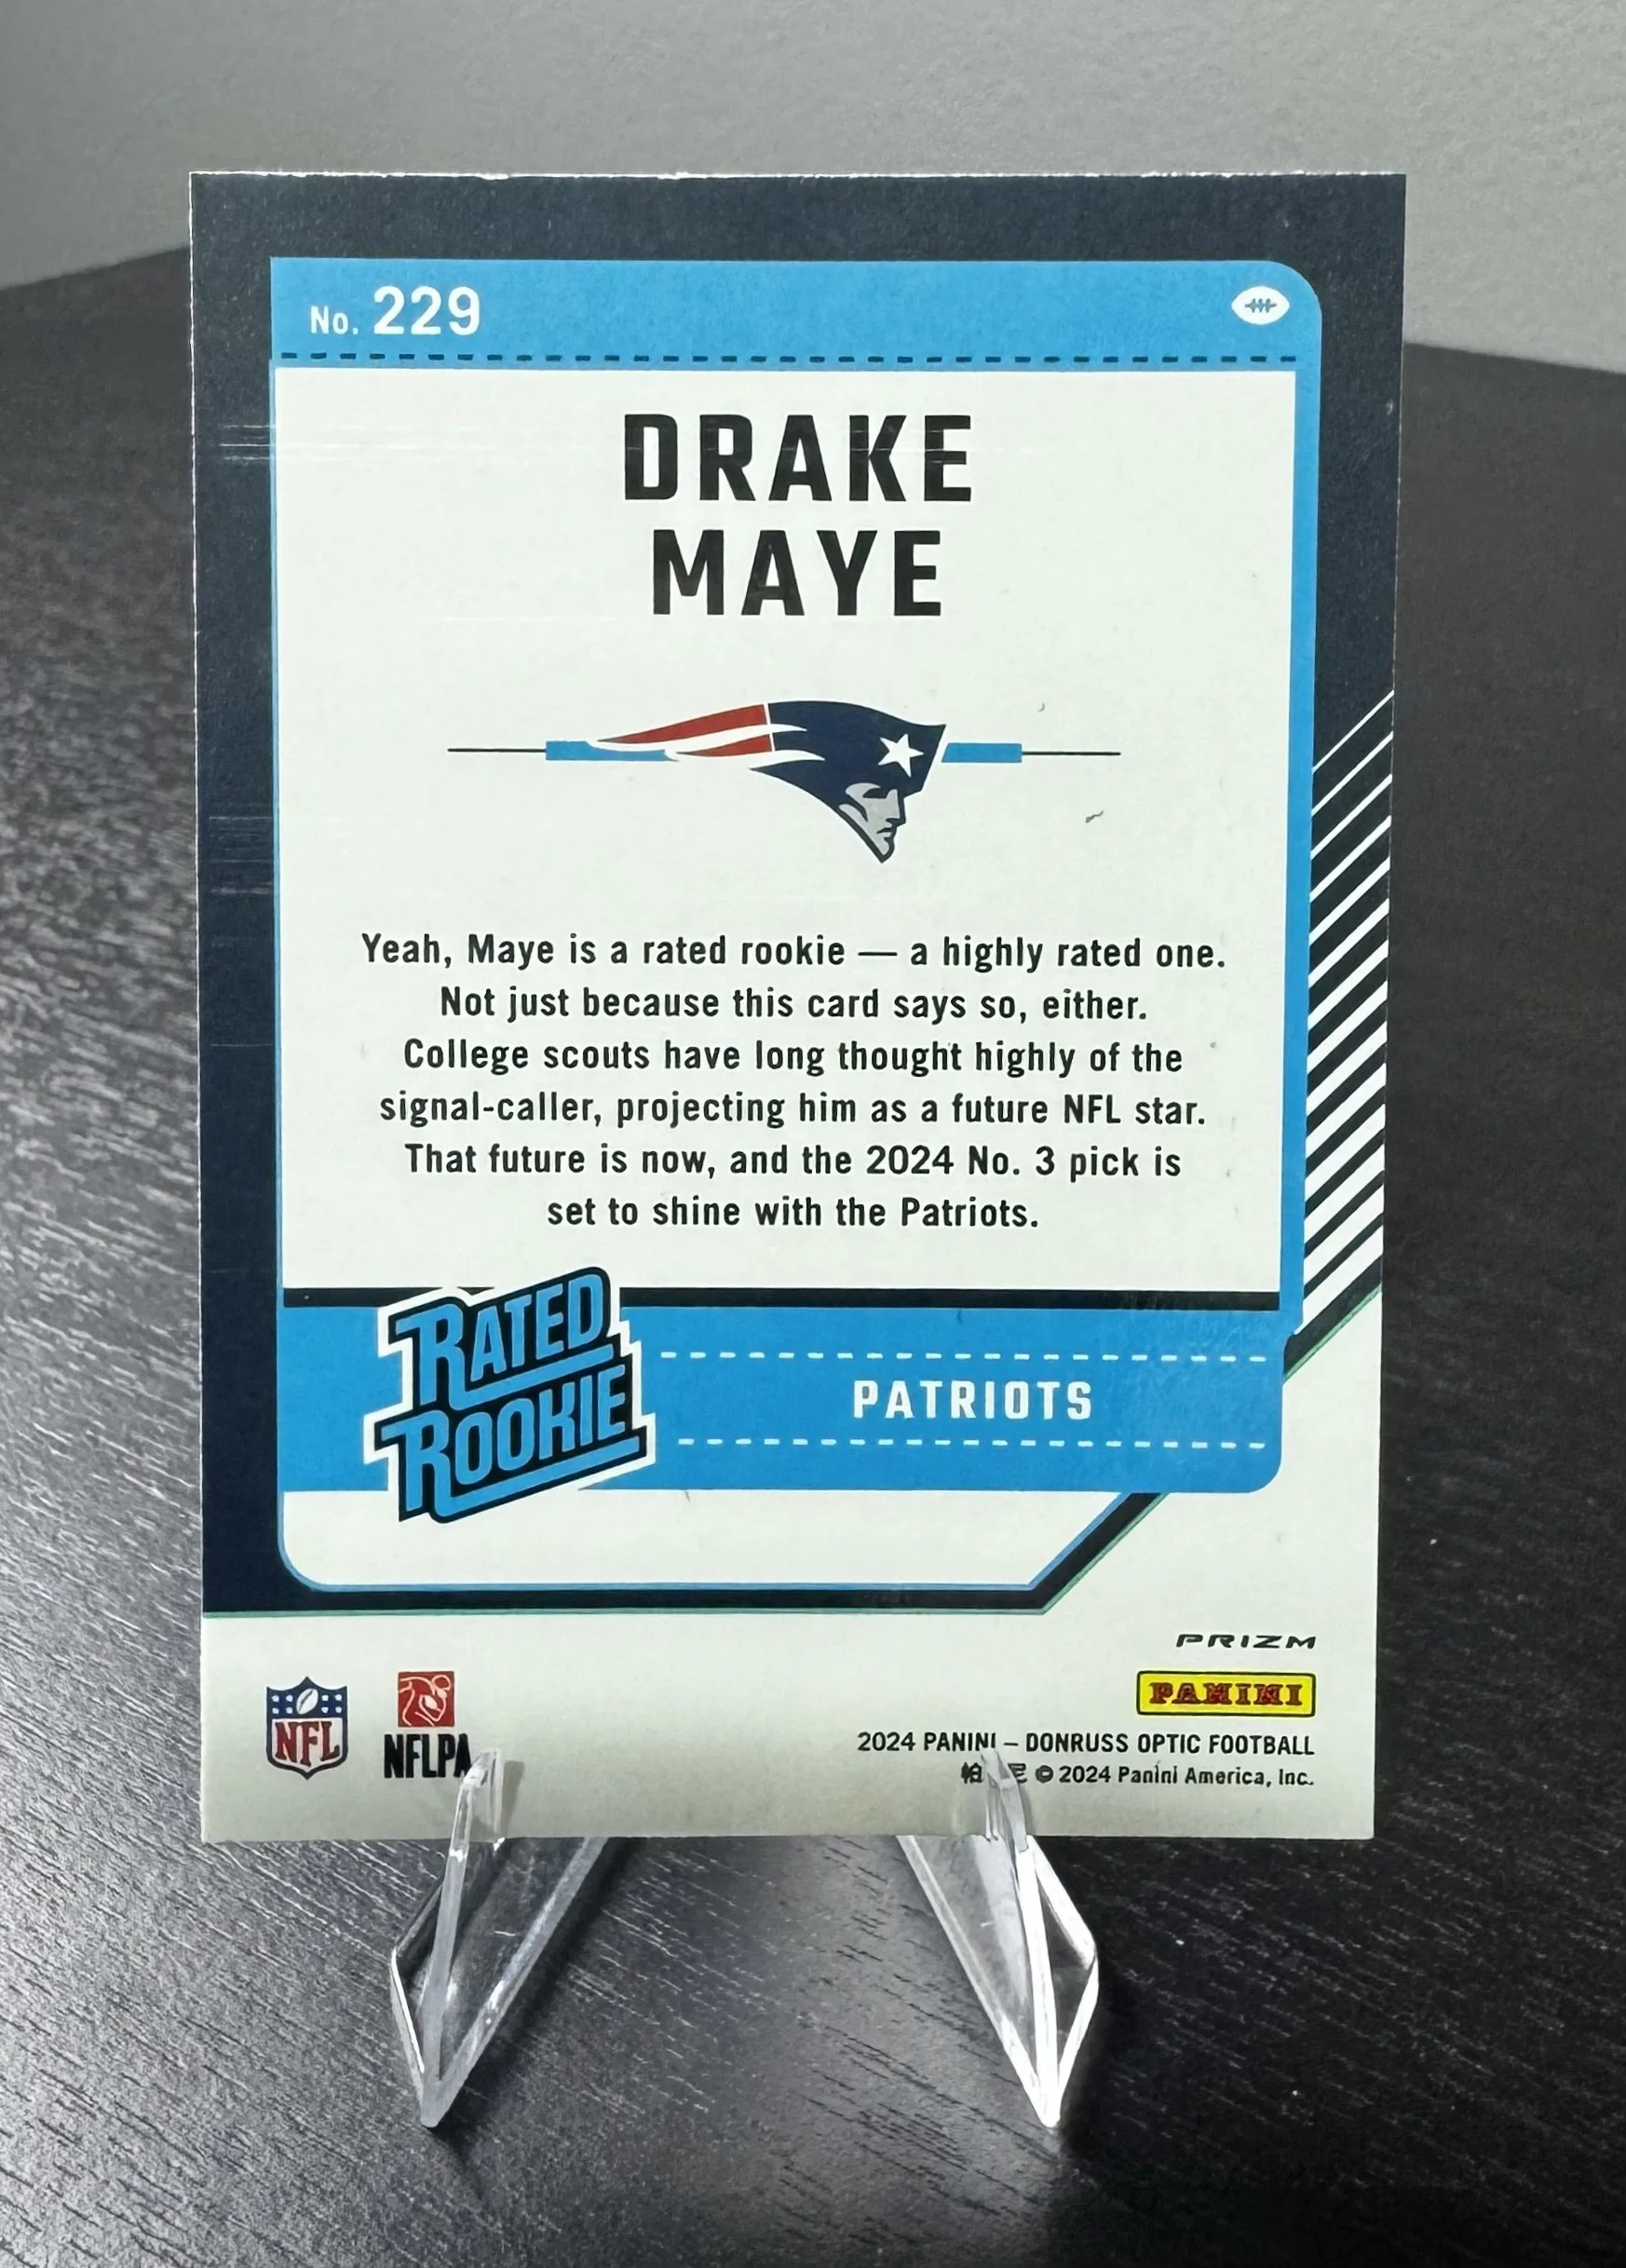 No. 229
DRAKE
MAYE
Yeah, Maye is a rated rookie — a highly rated one.
Not just because this card says so, either.
College scouts have long thought highly of the
signal-caller, projecting him as a future NFL star.
That future is now, and the 2024 No. 3 pick is
set to shine with the Patriots.
RATED
ROOKIE
PATRIOTS
PRIZM
PANINI
NFL
NFLPA
2024 PANINI – DONRUSS OPTIC FOOTBALL
帕 尼 © 2024 Panini America, Inc.